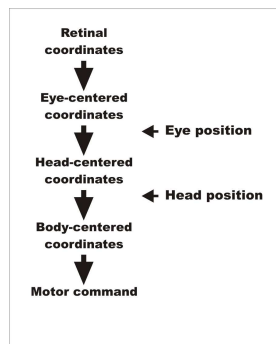 Retinal
coordinates
Eye-centered
coordinates
Eye position
Head-centered
coordinates
Head position
Body-centered
coordinates
Motor command